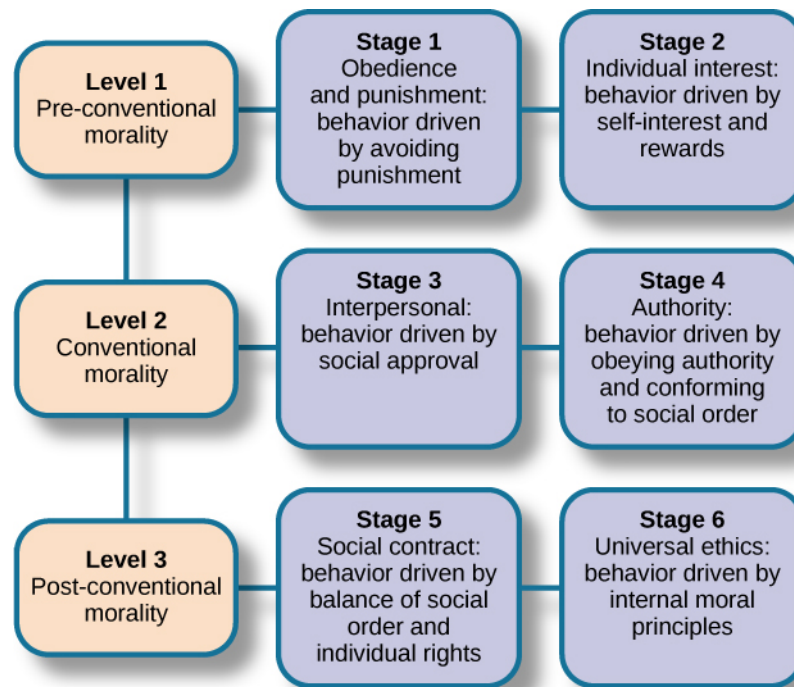 Level 1
Pre-conventional
morality
Stage 1
Obedience
and punishment:
behavior driven
by avoiding
punishment
Stage 2
Individual interest:
behavior driven by
self-interest and
rewards
Level 2
Conventional
morality
Stage 3
Interpersonal:
behavior driven by
social approval
Stage 4
Authority:
behavior driven by
obeying authority
and conforming
to social order
Level 3
Post-conventional
morality
Stage 5
Social contract:
behavior driven by
balance of social
order and
individual rights
Stage 6
Universal ethics:
behavior driven by
internal moral
principles